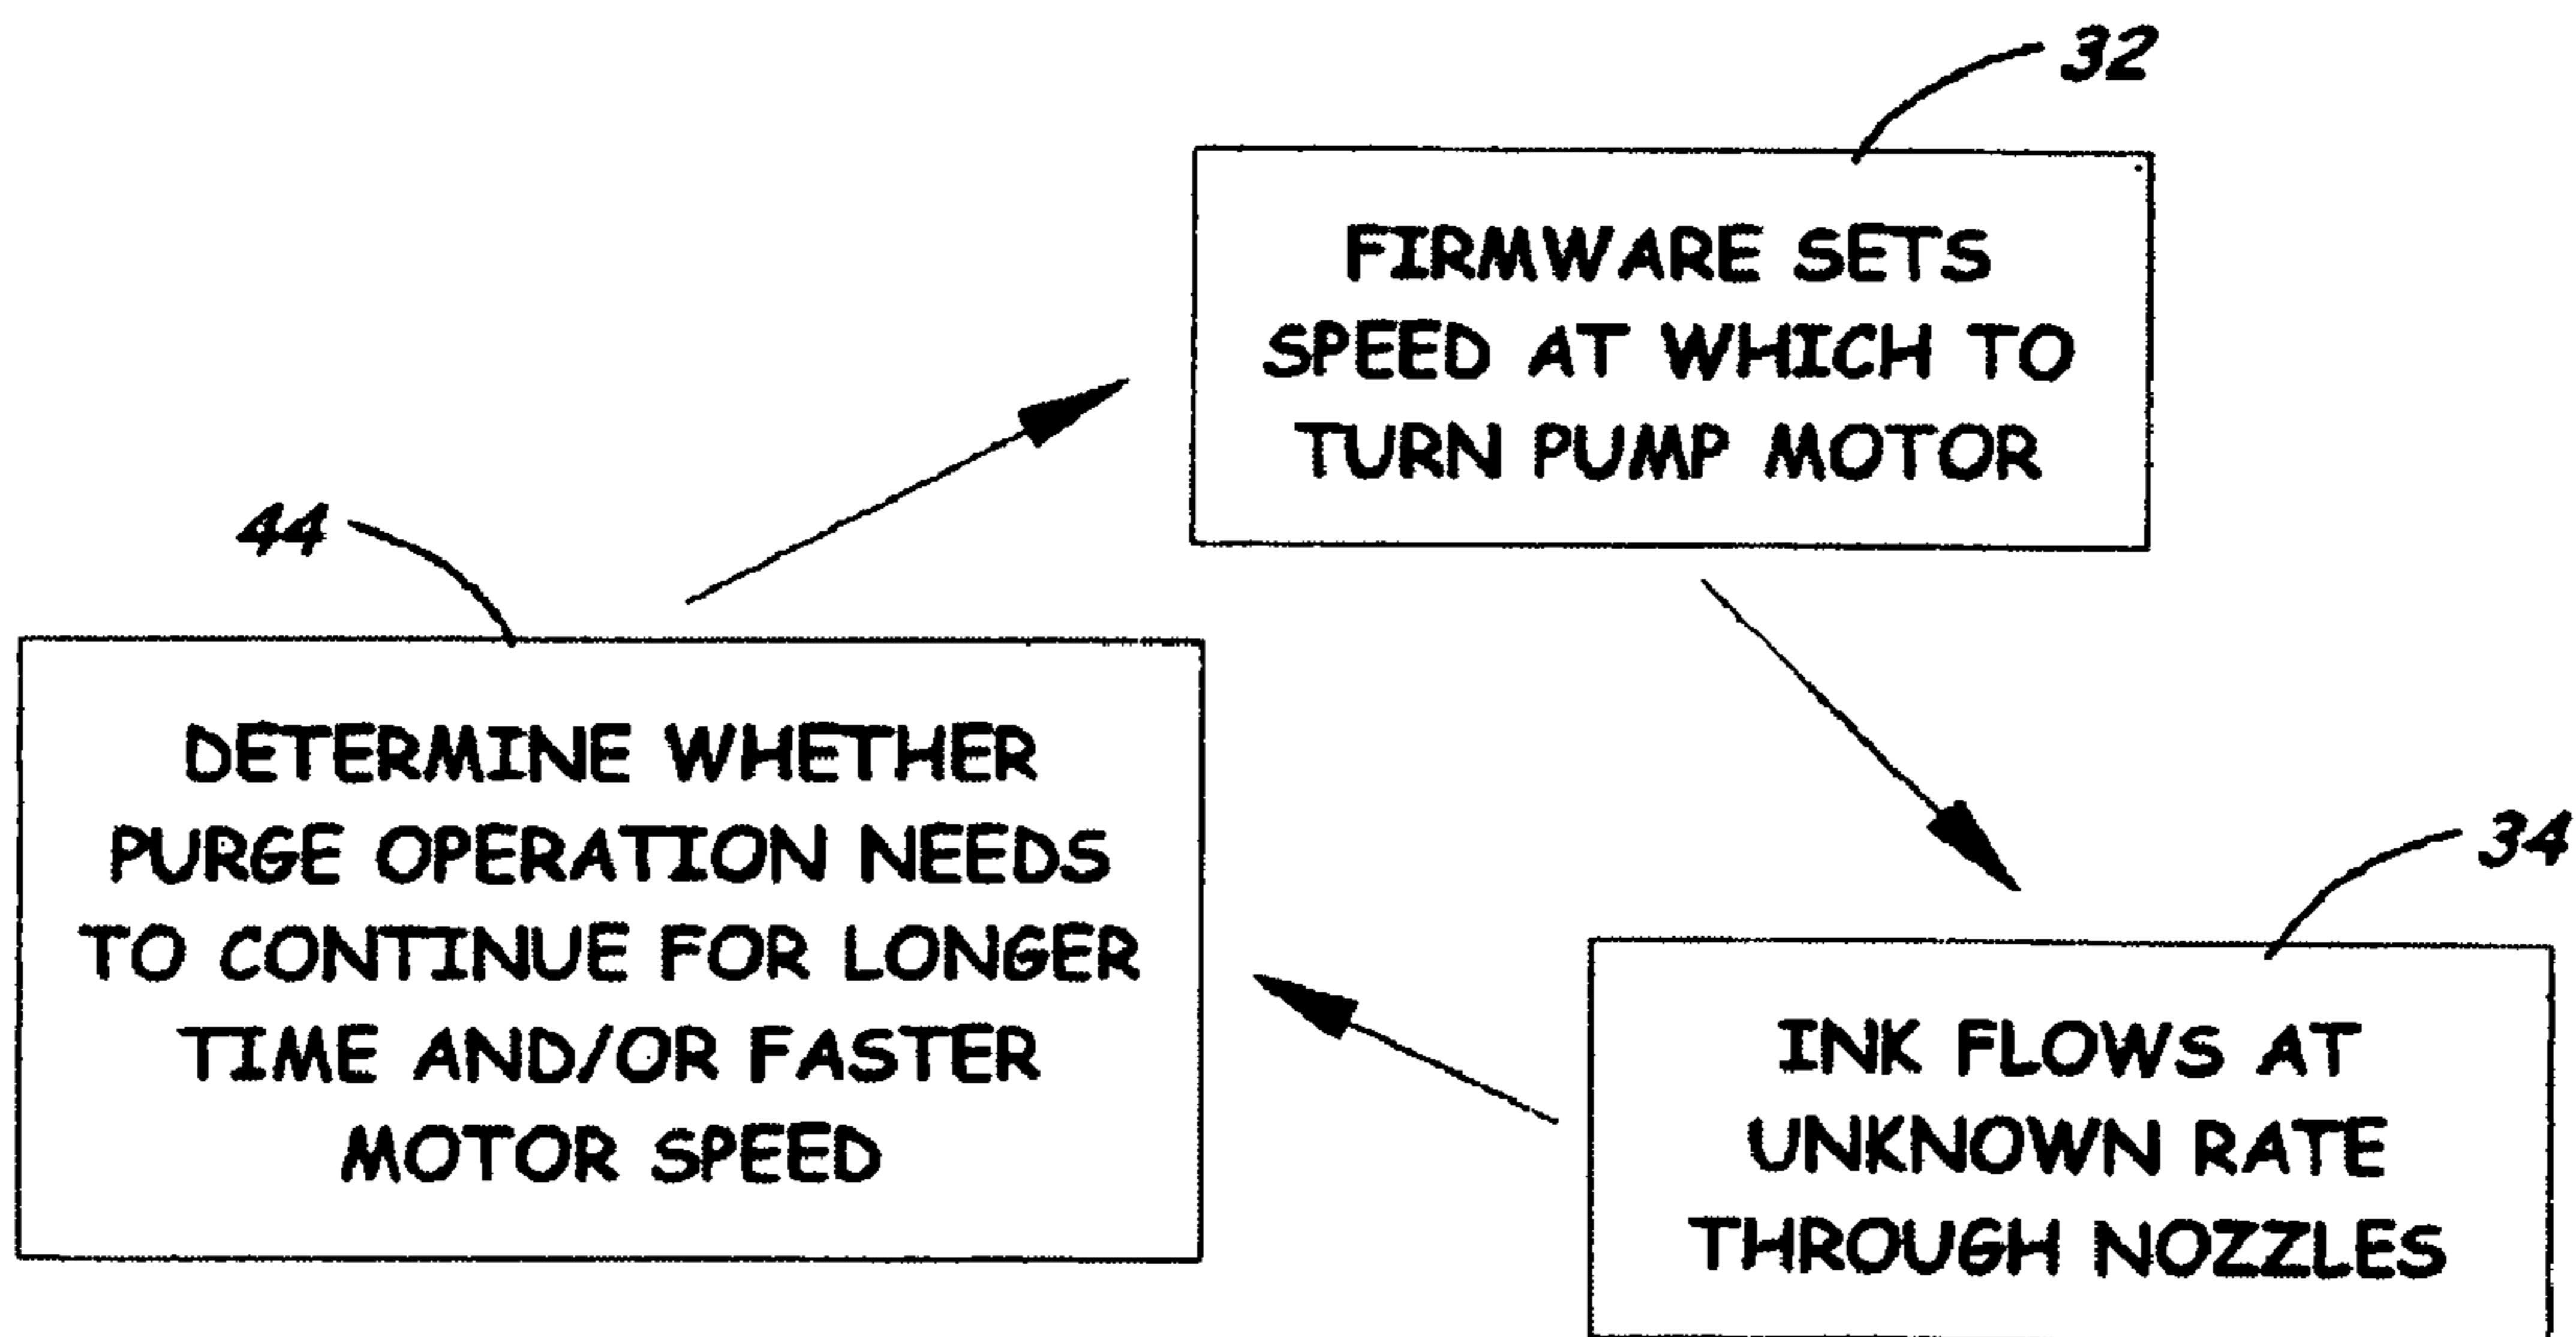 32
FIRMWARE SETS
SPEED AT WHICH TO
TURN PUMP MOTOR
44
DETERMINE WHETHER
PURGE OPERATION NEEDS
TO CONTINUE FOR LONGER
TIME AND/OR FASTER
MOTOR SPEED
34
INK FLOWS AT
UNKNOWN RATE
THROUGH NOZZLES